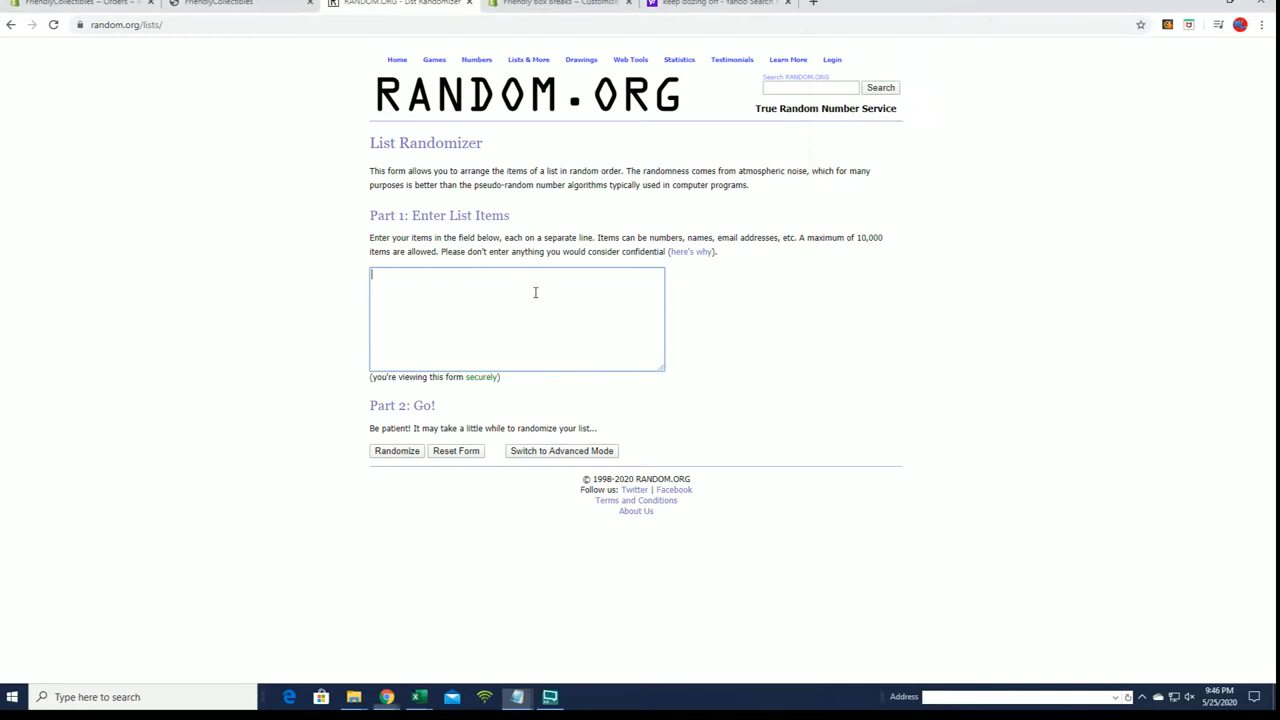 FriendlyCollectibles ~ Orders ~
FriendlyCollectibles
RANDOM.ORG - List Randomizer
Friendly Box Breaks ~ Customize
keep dozing off - Yahoo Search
random.org/lists/
Home Games Numbers Lists & More Drawings Web Tools Statistics Testimonials Learn More Login
RANDOM.ORG
Search RANDOM.ORG
Search
True Random Number Service
List Randomizer
This form allows you to arrange the items of a list in random order. The randomness comes from atmospheric noise, which for many
purposes is better than the pseudo-random number algorithms typically used in computer programs.
Part 1: Enter List Items
Enter your items in the field below, each on a separate line. Items can be numbers, names, email addresses, etc. A maximum of 10,000
items are allowed. Please don't enter anything you would consider confidential (here's why).
(you're viewing this form securely)
Part 2: Go!
Be patient! It may take a little while to randomize your list...
Randomize Reset Form Switch to Advanced Mode
© 1998-2020 RANDOM.ORG
Follow us: Twitter | Facebook
Terms and Conditions
About Us
Type here to search
Address
9:46 PM
5/25/2020